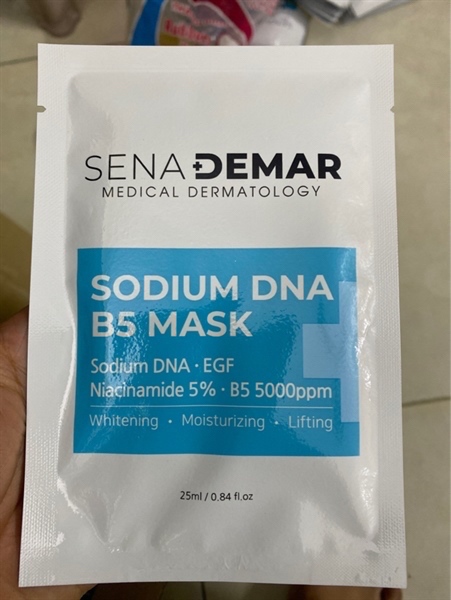 SENA DEMAR
MEDICAL DERMATOLOGY
SODIUM DNA
B5 MASK
Sodium DNA · EGF
Niacinamide 5% · B5 5000ppm
Whitening · Moisturizing · Lifting
25ml / 0.84 fl.oz